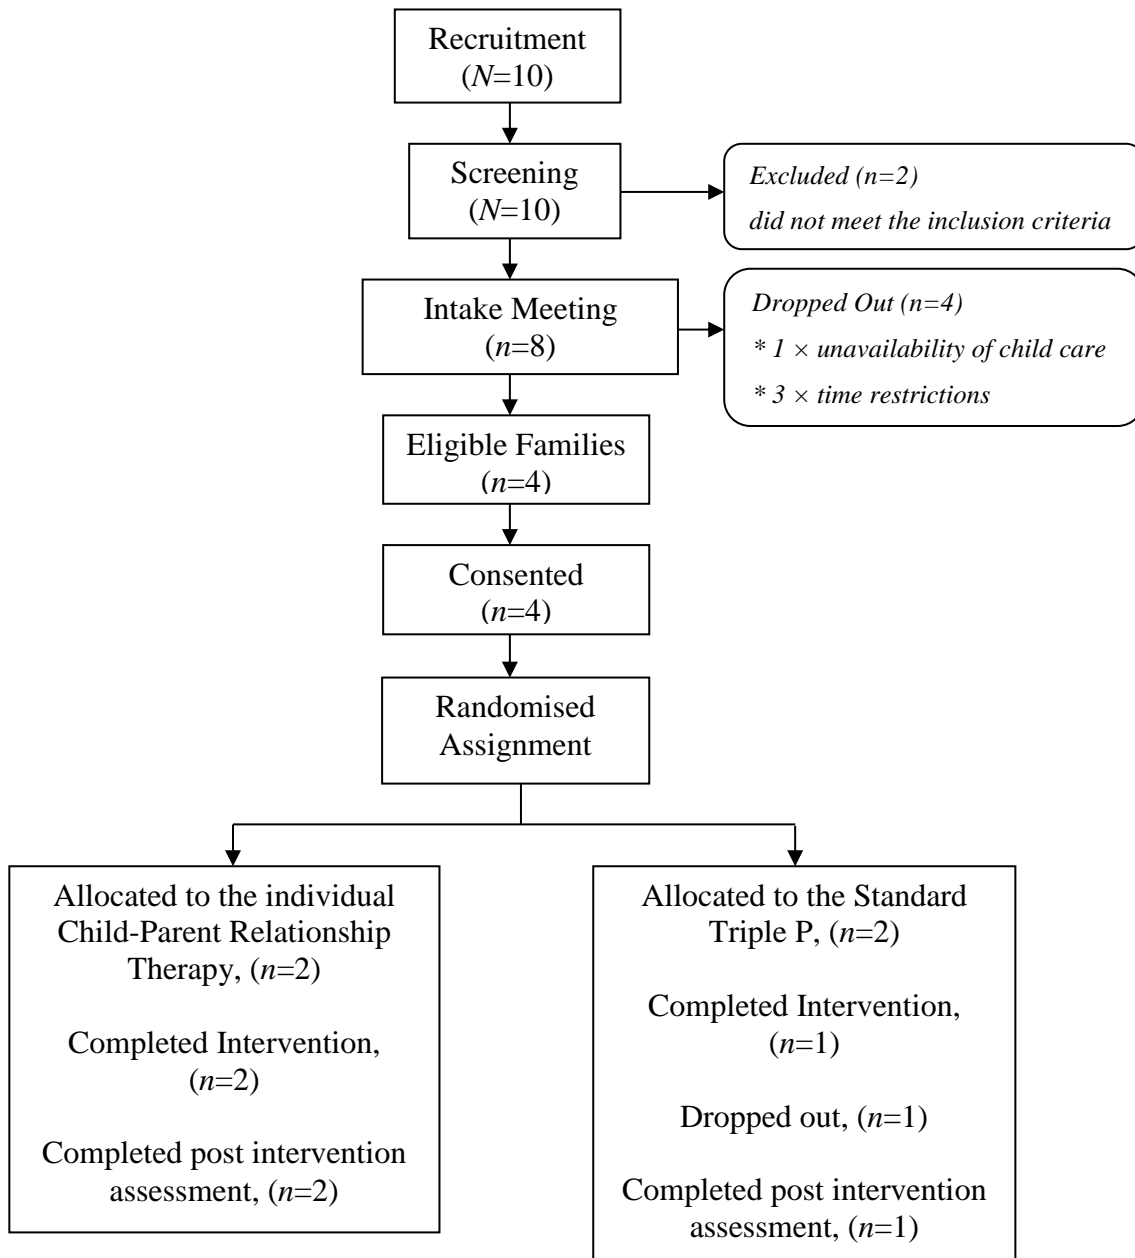 Recruitment
(N=10)
Screening
(N=10)
Excluded (n=2)
did not meet the inclusion criteria
Intake Meeting
(n=8)
Dropped Out (n=4)
* 1 × unavailability of child care
* 3 × time restrictions
Eligible Families
(n=4)
Consented
(n=4)
Randomised
Assignment
Allocated to the individual
Child-Parent Relationship
Therapy, (n=2)
Completed Intervention,
(n=2)
Completed post intervention
assessment, (n=2)
Allocated to the Standard
Triple P, (n=2)
Completed Intervention,
(n=1)
Dropped out, (n=1)
Completed post intervention
assessment, (n=1)